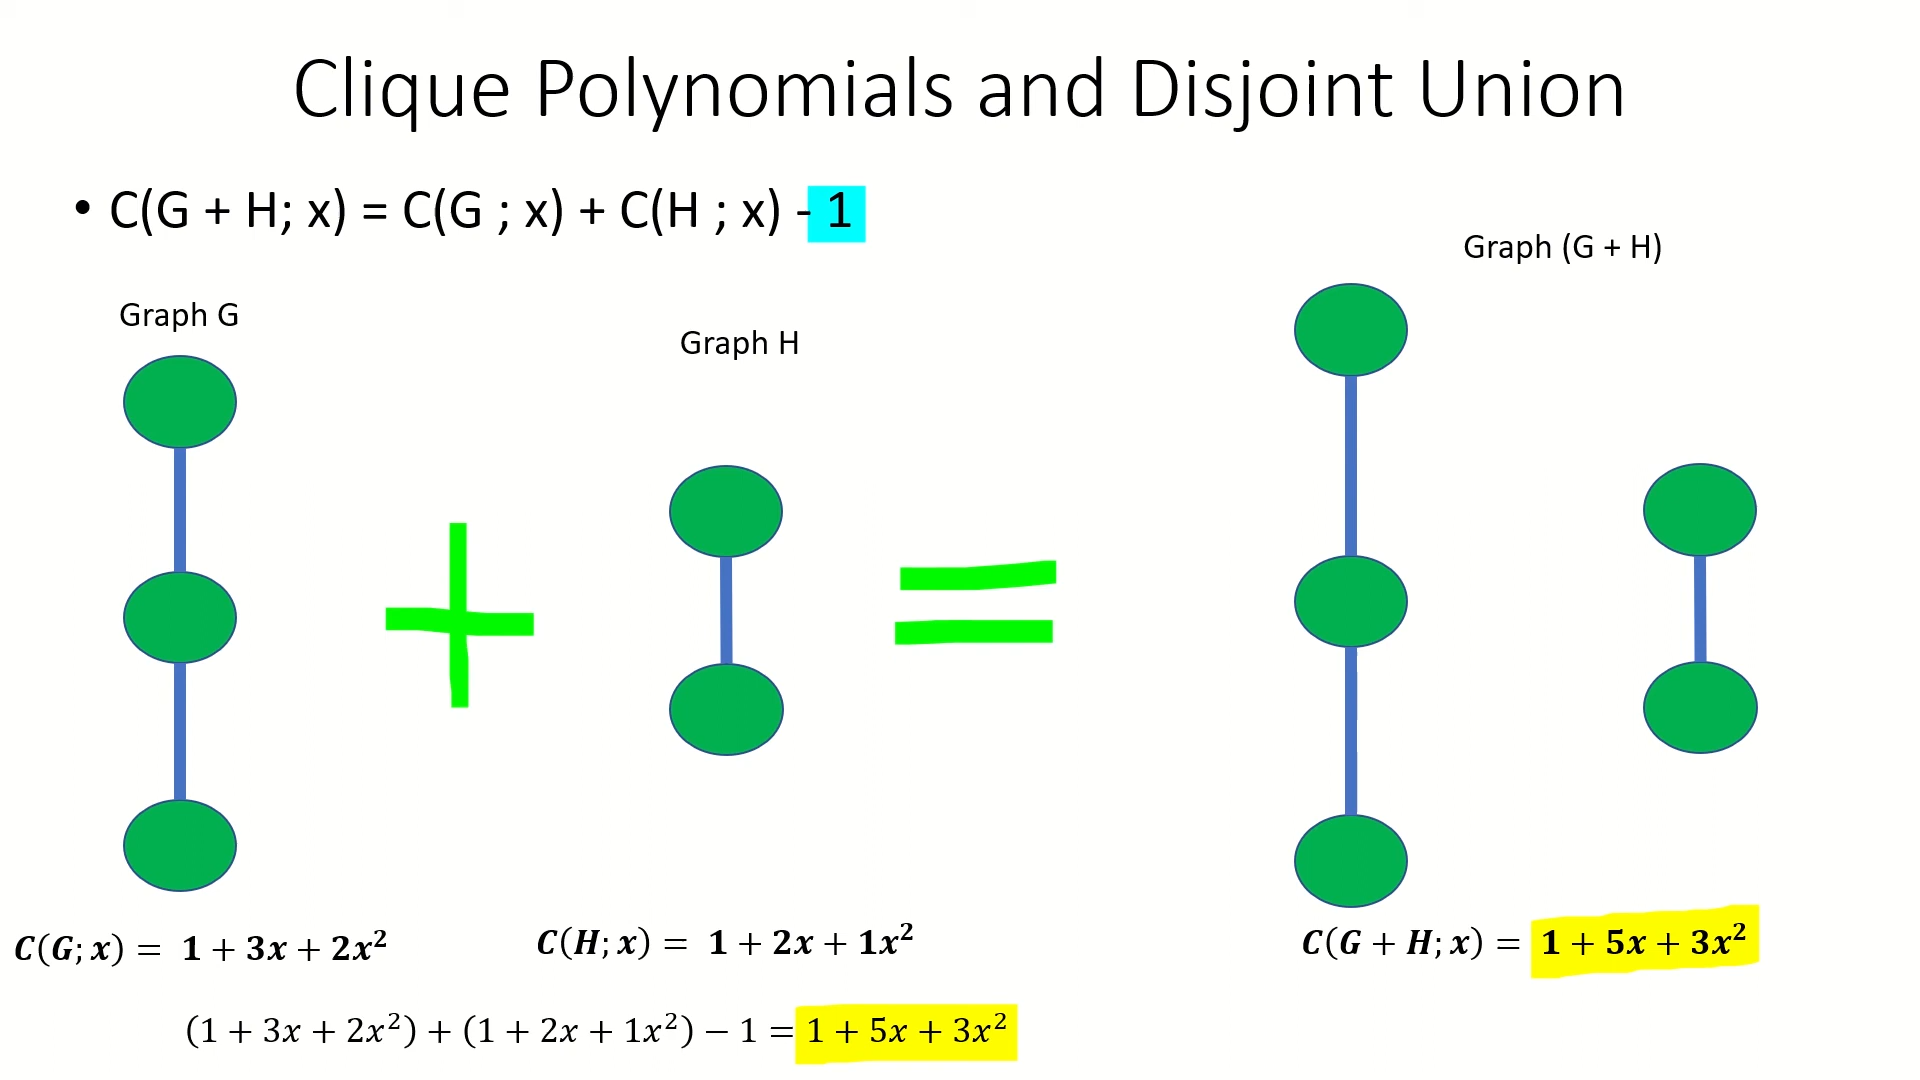 Clique Polynomials and Disjoint Union
• C(G + H; x) = C(G ; x) + C(H ; x) - 1
Graph (G + H)
Graph G
Graph H
C(G; x) = 1 + 3x + 2x²
C(H; x) = 1 + 2x + 1x²
C(G + H; x) = 1 + 5x + 3x²
(1 + 3x + 2x²) + (1 + 2x + 1x²) − 1 = 1 + 5x + 3x²